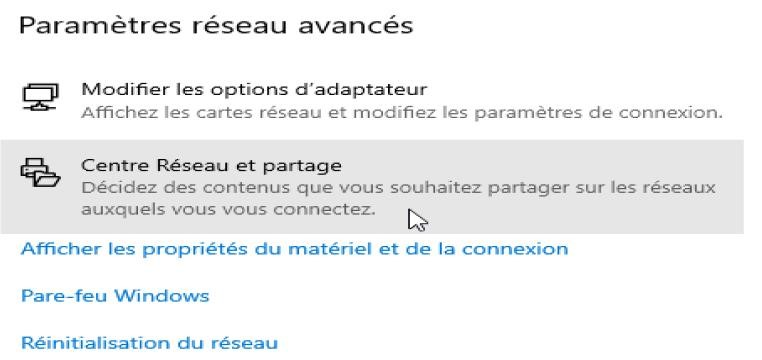 Paramètres réseau avancés
Modifier les options d'adaptateur
Affichez les cartes réseau et modifiez les paramètres de connexion.
Centre Réseau et partage
Décidez des contenus que vous souhaitez partager sur les réseaux
auxquels vous vous connectez.
Afficher les propriétés du matériel et de la connexion
Pare-feu Windows
Réinitialisation du réseau